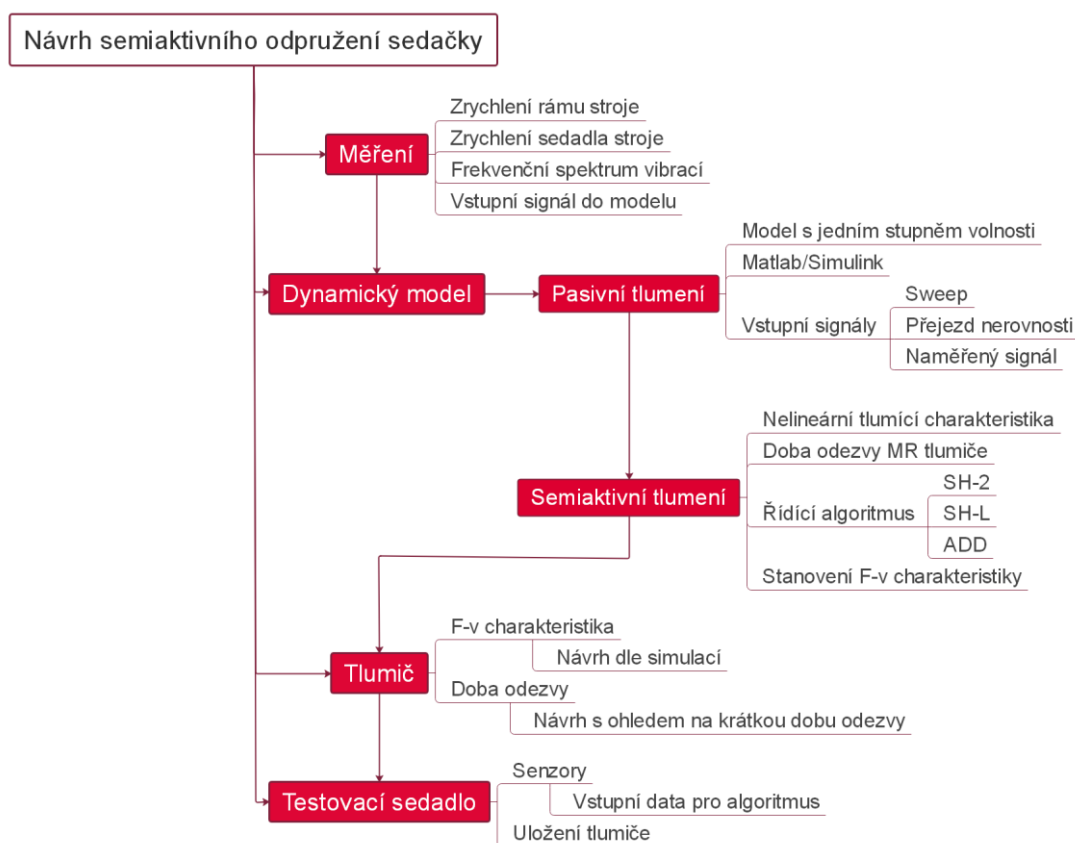 Návrh semiaktivního odpružení sedačky
Měření
Zrychlení rámu stroje
Zrychlení sedadla stroje
Frekvenční spektrum vibrací
Vstupní signál do modelu
Dynamický model
Pasivní tlumení
Model s jedním stupněm volnosti
Matlab/Simulink
Vstupní signály
Sweep
Přejezd nerovnosti
Naměřený signál
Semiaktivní tlumení
Nelineární tlumící charakteristika
Doba odezvy MR tlumiče
Řídící algoritmus
SH-2
SH-L
ADD
Stanovení F-v charakteristiky
Tlumič
F-v charakteristika
Návrh dle simulací
Doba odezvy
Návrh s ohledem na krátkou dobu odezvy
Testovací sedadlo
Senzory
Vstupní data pro algoritmus
Uložení tlumiče